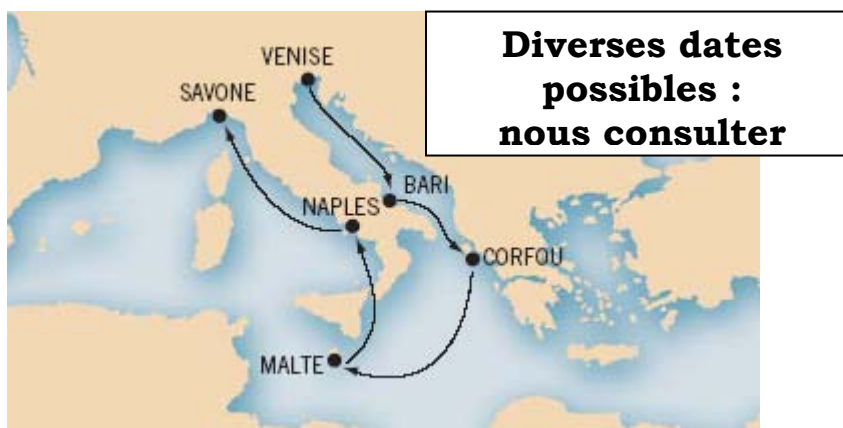 Diverses dates
possibles :
nous consulter
VENISE
SAVONE
BARI
NAPLES
CORFOU
MALTE